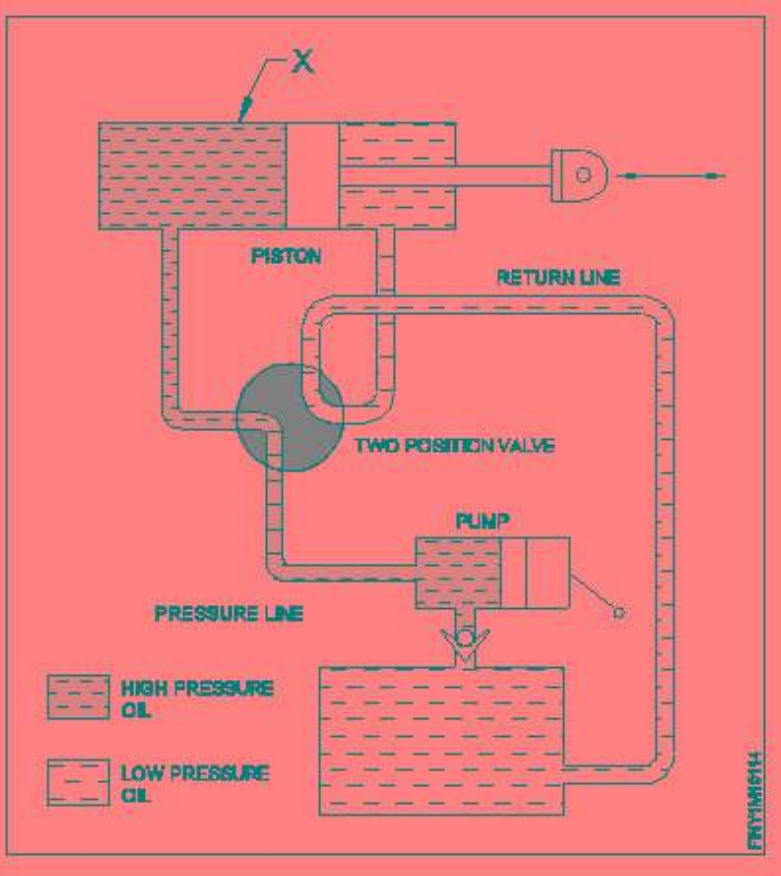 X
PISTON
RETURN LINE
TWO POSITION VALVE
PUMP
PRESSURE LINE
HIGH PRESSURE
OIL
LOW PRESSURE
OIL